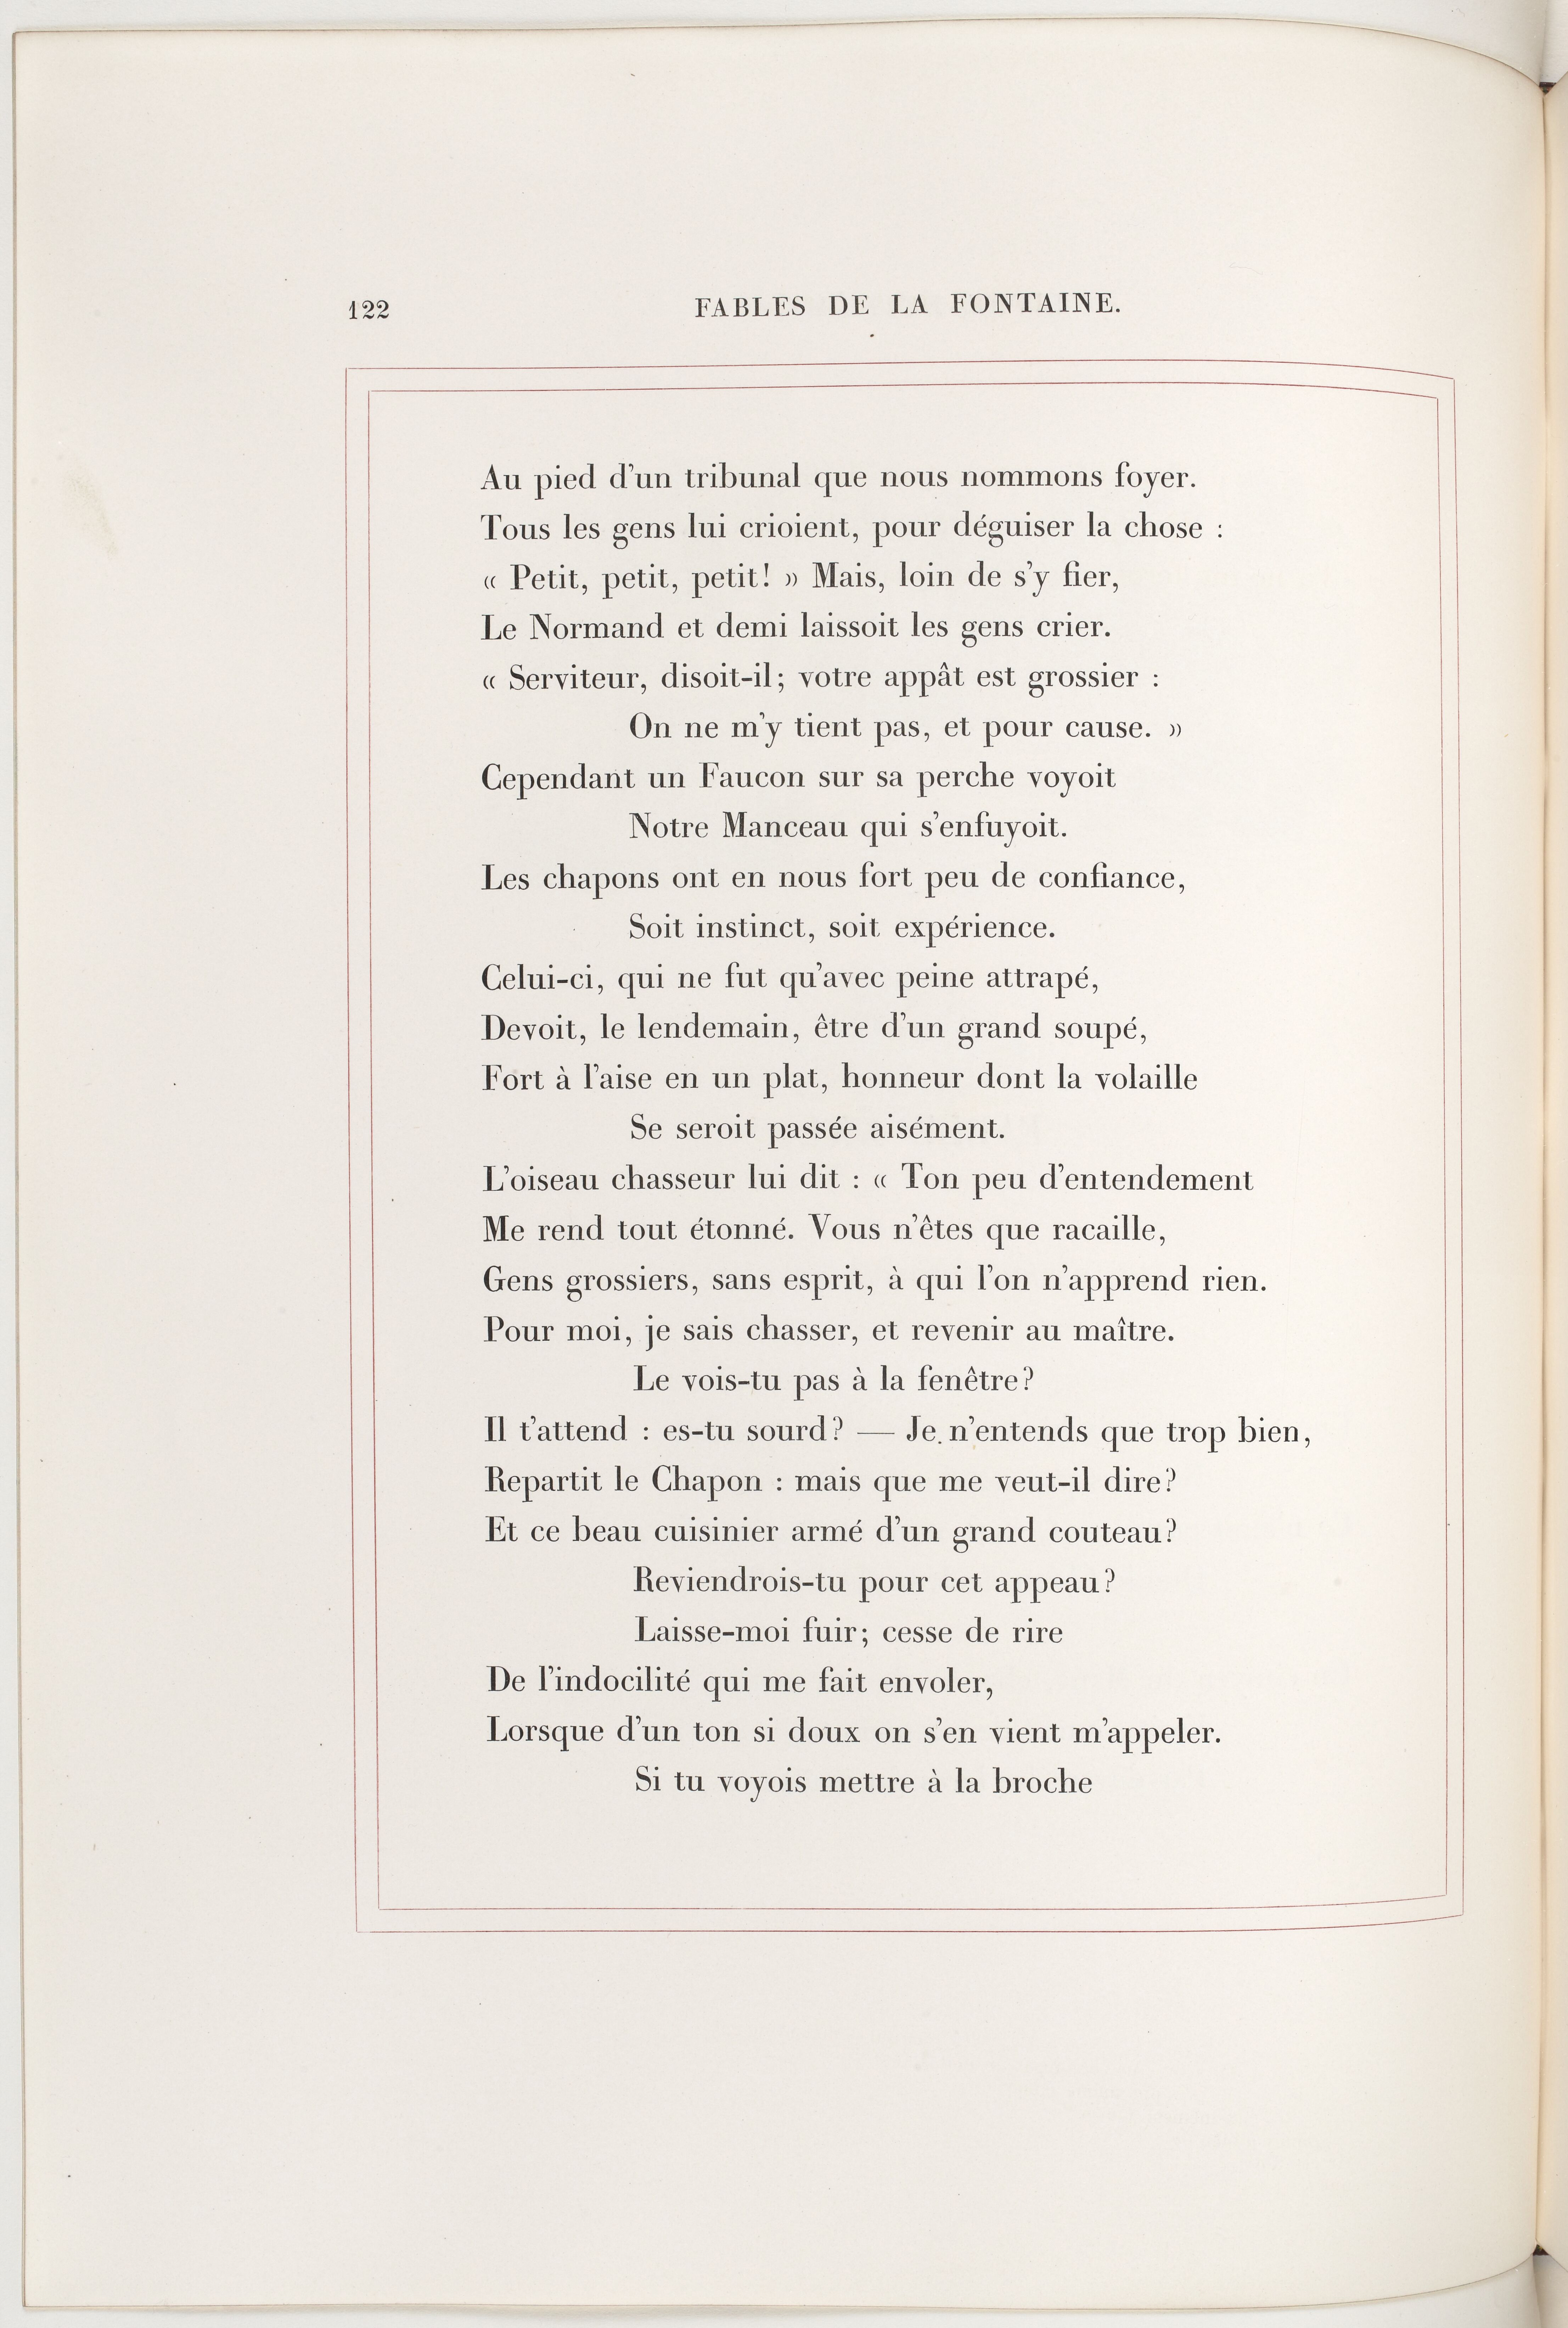 122
FABLES DE LA FONTAINE.
Au pied d'un tribunal que nous nommons foyer.
Tous les gens lui crioient, pour déguiser la chose :
« Petit, petit, petit! » Mais, loin de s'y fier,
Le Normand et demi laissoit les gens crier.
« Serviteur, disoit-il; votre appât est grossier :
On ne m'y tient pas, et pour cause. »
Cependant un Faucon sur sa perche voyoit
Notre Manceau qui s'enfuyoit.
Les chapons ont en nous fort peu de confiance,
Soit instinct, soit expérience.
Celui-ci, qui ne fut qu'avec peine attrapé,
Devoit, le lendemain, être d'un grand soupé,
Fort à l'aise en un plat, honneur dont la volaille
Se seroit passée aisément.
L'oiseau chasseur lui dit : « Ton peu d'entendement
Me rend tout étonné. Vous n'êtes que racaille,
Gens grossiers, sans esprit, à qui l'on n'apprend rien.
Pour moi, je sais chasser, et revenir au maître.
Le vois-tu pas à la fenêtre?
Il t'attend : es-tu sourd? — Je n'entends que trop bien,
Repartit le Chapon : mais que me veut-il dire?
Et ce beau cuisinier armé d'un grand couteau?
Reviendrois-tu pour cet appeau?
Laisse-moi fuir; cesse de rire
De l'indocilité qui me fait envoler,
Lorsque d'un ton si doux on s'en vient m'appeler.
Si tu voyois mettre à la broche